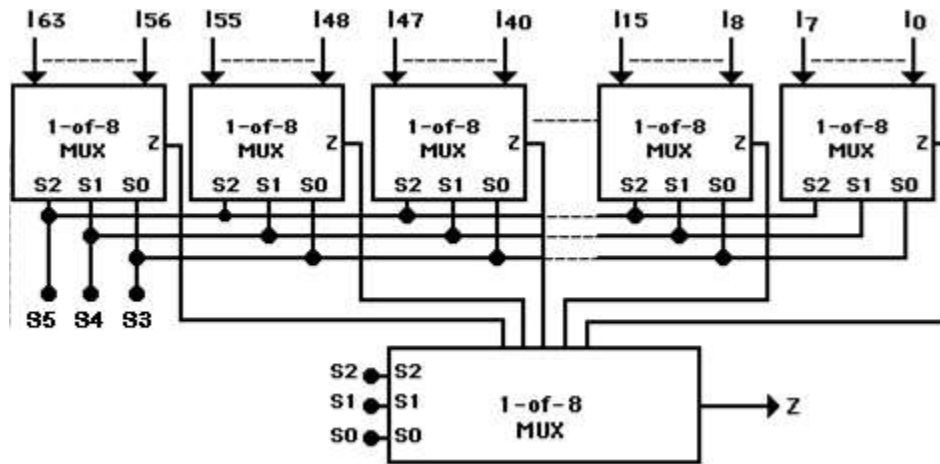 I63 I56 I55 I48 I47 I40 I15 I8 I7 I0
1-of-8 1-of-8 1-of-8 1-of-8 1-of-8
MUX Z MUX Z MUX Z MUX Z MUX Z
S2 S1 S0 S2 S1 S0 S2 S1 S0 S2 S1 S0 S2 S1 S0
S5 S4 S3
S2 S2
S1 S1 1-of-8 Z
S0 S0 MUX